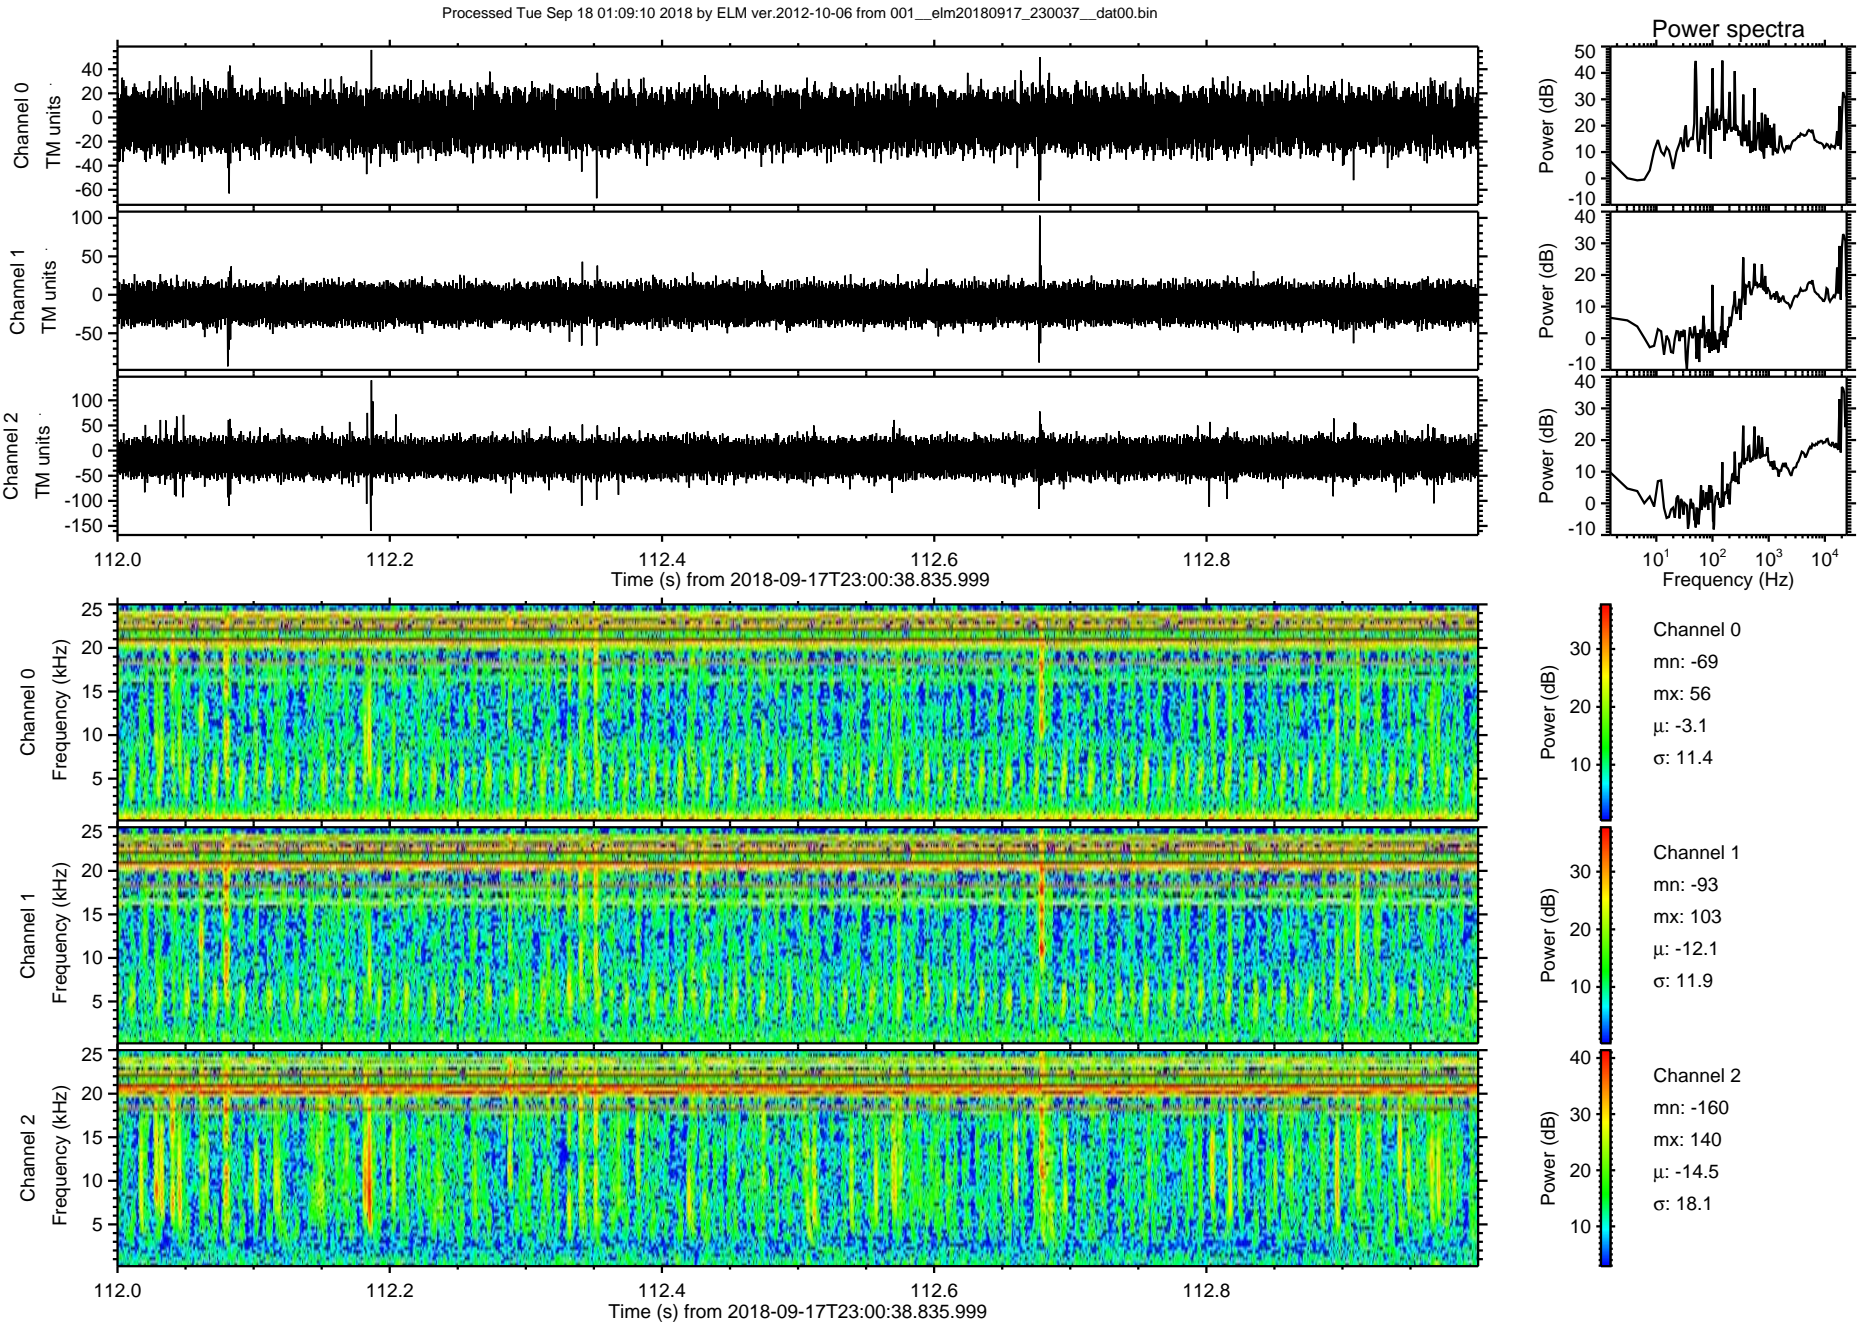 Processed Tue Sep 18 01:09:10 2018 by ELM ver.2012-10-06 from 001__elm20180917_230037__dat00.bin
Power spectra
Channel 0
TM units
40
20
0
-20
-40
-60
Power (dB)
50
40
30
20
10
0
-10
Channel 1
TM units
100
50
0
-50
Power (dB)
40
30
20
10
0
-10
Channel 2
TM units
100
50
0
-50
-100
-150
Power (dB)
40
30
20
10
0
-10
112.0 112.2 112.4 112.6 112.8
Time (s) from 2018-09-17T23:00:38.835.999
10¹ 10² 10³ 10⁴
Frequency (Hz)
Channel 0
Frequency (kHz)
25
20
15
10
5
Power (dB)
30
20
10
Channel 0
mn: -69
mx: 56
μ: -3.1
σ: 11.4
Channel 1
Frequency (kHz)
25
20
15
10
5
Power (dB)
30
20
10
Channel 1
mn: -93
mx: 103
μ: -12.1
σ: 11.9
Channel 2
Frequency (kHz)
25
20
15
10
5
Power (dB)
40
30
20
10
Channel 2
mn: -160
mx: 140
μ: -14.5
σ: 18.1
112.0 112.2 112.4 112.6 112.8
Time (s) from 2018-09-17T23:00:38.835.999